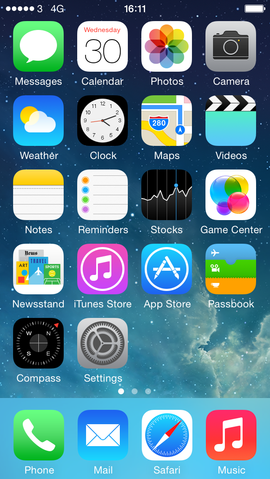 3 4G 16:11
Wednesday
30
Messages Calendar Photos Camera
280
Weather Clock Maps Videos
Notes Reminders Stocks Game Center
Newsstand iTunes Store App Store Passbook
N
W E
S
Compass Settings
Phone Mail Safari Music